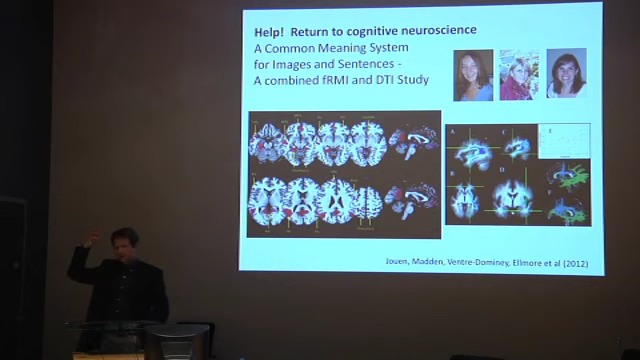 Help! Return to cognitive neuroscience
A Common Meaning System
for Images and Sentences -
A combined fRMI and DTI Study
A
C
E
B
D
Jouen, Madden, Ventre-Dominey, Ellmore et al (2012)